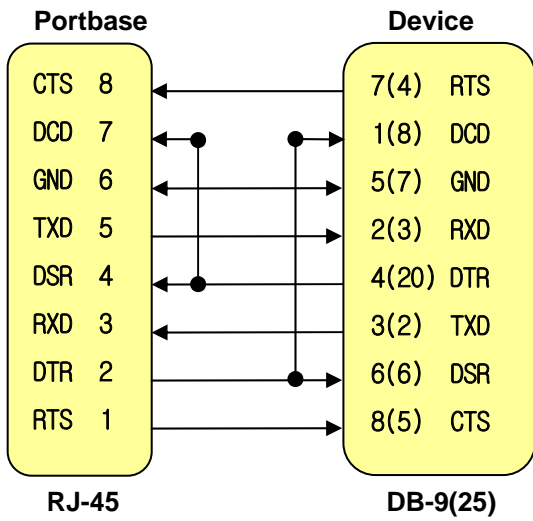 Portbase Device
CTS 8 7(4) RTS
DCD 7 1(8) DCD
GND 6 5(7) GND
TXD 5 2(3) RXD
DSR 4 4(20) DTR
RXD 3 3(2) TXD
DTR 2 6(6) DSR
RTS 1 8(5) CTS
RJ-45 DB-9(25)